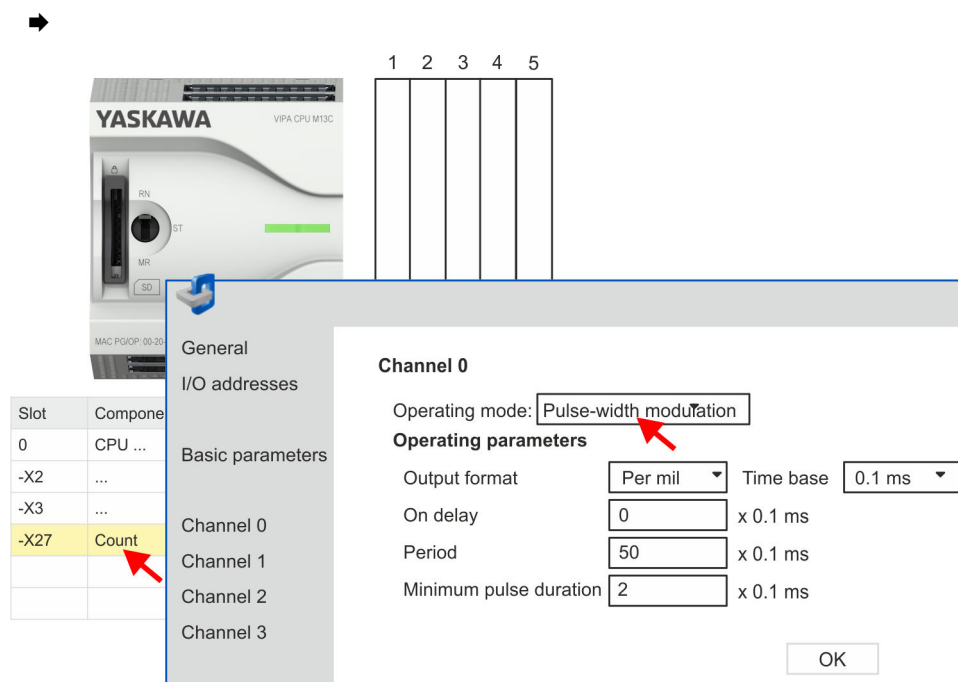 1 2 3 4 5
YASKAWA VIPA CPU M13C
RN
ST
MR
SD
MAC PG/OP: 00-20-
General
I/O addresses
Basic parameters
Channel 0
Channel 1
Channel 2
Channel 3
Channel 0
Operating mode: Pulse-width modulation
Operating parameters
Output format Per mil Time base 0.1 ms
On delay 0 x 0.1 ms
Period 50 x 0.1 ms
Minimum pulse duration 2 x 0.1 ms
OK
Slot Compone
0 CPU ...
-X2 ...
-X3 ...
-X27 Count